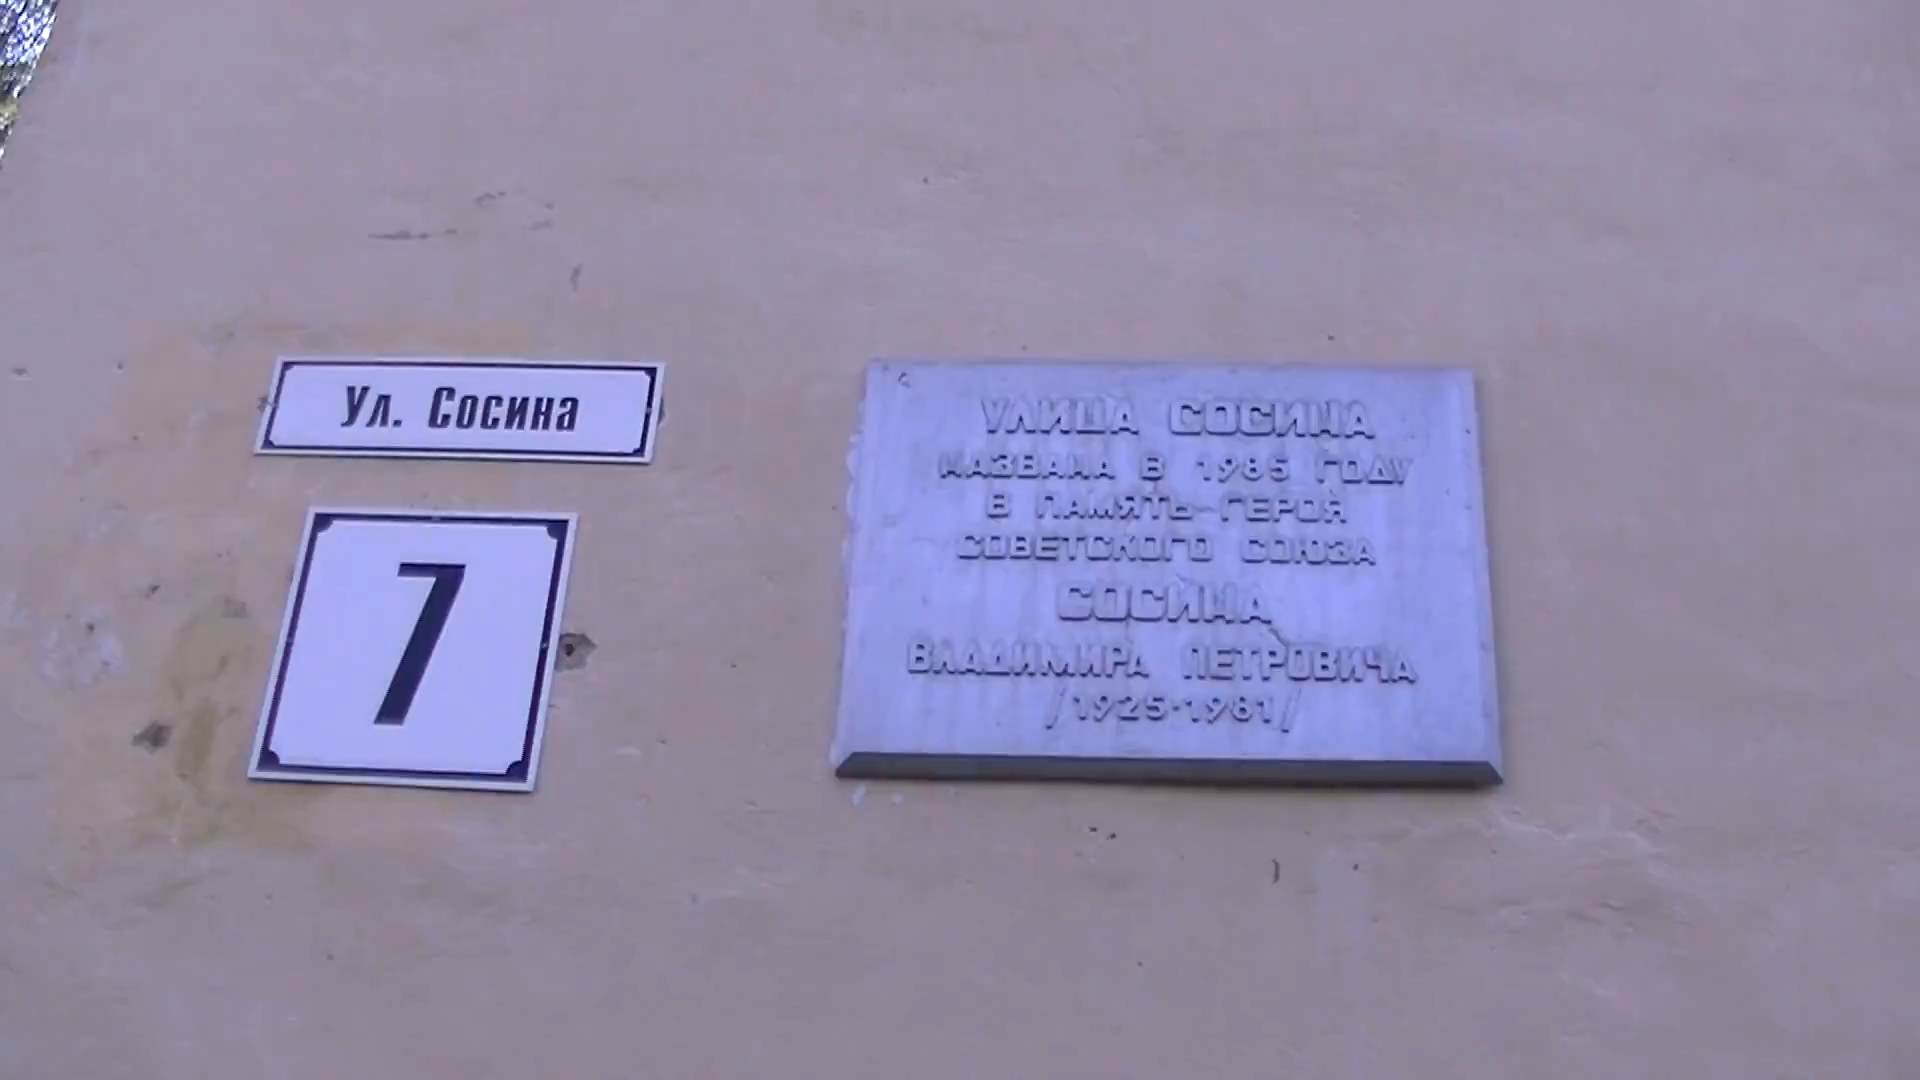 Ул. Сосина
7
УЛИЦА СОСИНА
НАЗВАНА В 1985 ГОДУ
В ПАМЯТЬ ГЕРОЯ
СОВЕТСКОГО СОЮЗА
СОСИНА
ВЛАДИМИРА ПЕТРОВИЧА
/1925-1981/